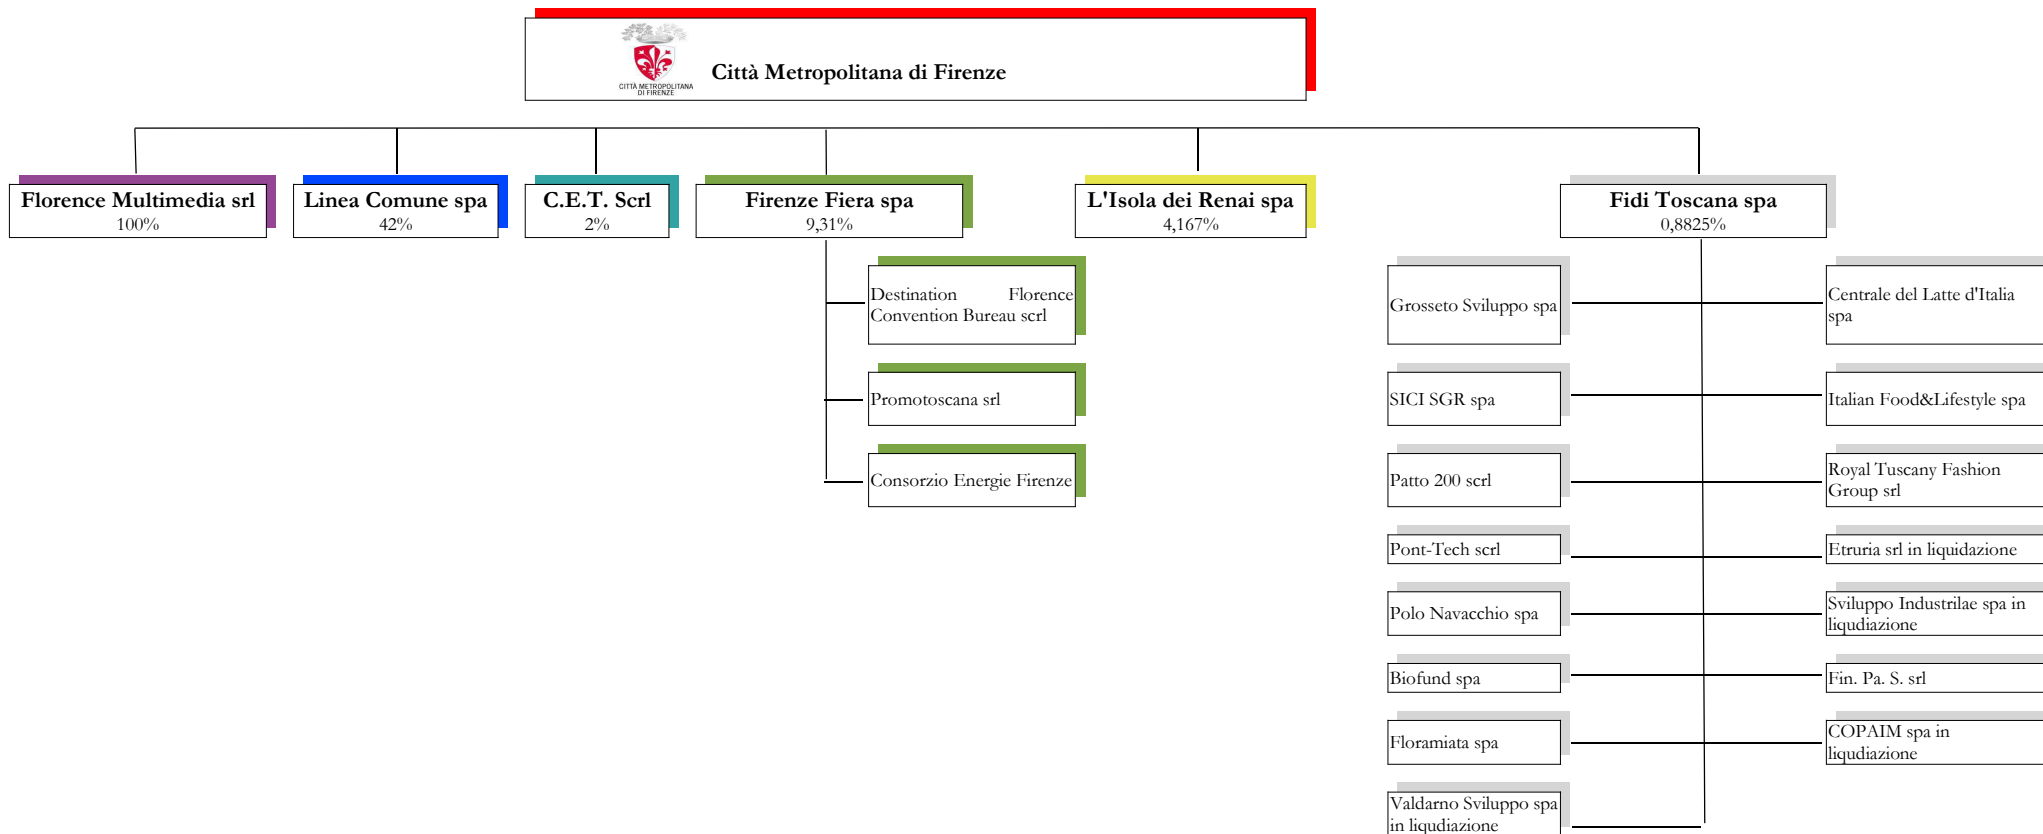 CITTÀ METROPOLITANA
DI FIRENZE
Città Metropolitana di Firenze
Florence Multimedia srl
100%
Linea Comune spa
42%
C.E.T. Scrl
2%
Firenze Fiera spa
9,31%
L'Isola dei Renai spa
4,167%
Fidi Toscana spa
0,8825%
Destination Florence
Convention Bureau scrl
Promotoscana srl
Consorzio Energie Firenze
Grosseto Sviluppo spa
SICI SGR spa
Patto 200 scrl
Pont-Tech scrl
Polo Navacchio spa
Biofund spa
Floramiata spa
Valdarno Sviluppo spa
in liqudiazione
Centrale del Latte d'Italia
spa
Italian Food&Lifestyle spa
Royal Tuscany Fashion
Group srl
Etruria srl in liquidazione
Sviluppo Industrilae spa in
liqudiazione
Fin. Pa. S. srl
COPAIM spa in
liqudiazione